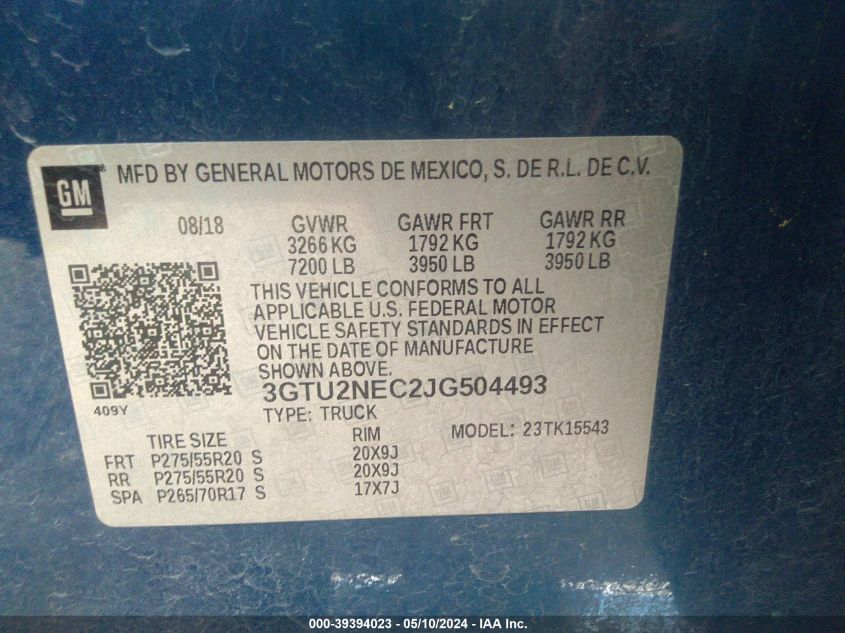 GM
MFD BY GENERAL MOTORS DE MEXICO, S. DE R.L. DE C.V.
08/18 GVWR GAWR FRT GAWR RR
3266 KG 1792 KG 1792 KG
7200 LB 3950 LB 3950 LB
THIS VEHICLE CONFORMS TO ALL
APPLICABLE U.S. FEDERAL MOTOR
VEHICLE SAFETY STANDARDS IN EFFECT
ON THE DATE OF MANUFACTURE
SHOWN ABOVE.
3GTU2NEC2JG504493
409Y
TYPE: TRUCK
TIRE SIZE RIM MODEL: 23TK15543
FRT P275/55R20 S 20X9J
RR P275/55R20 S 20X9J
SPA P265/70R17 S 17X7J
000-39394023 - 05/10/2024 - IAA Inc.